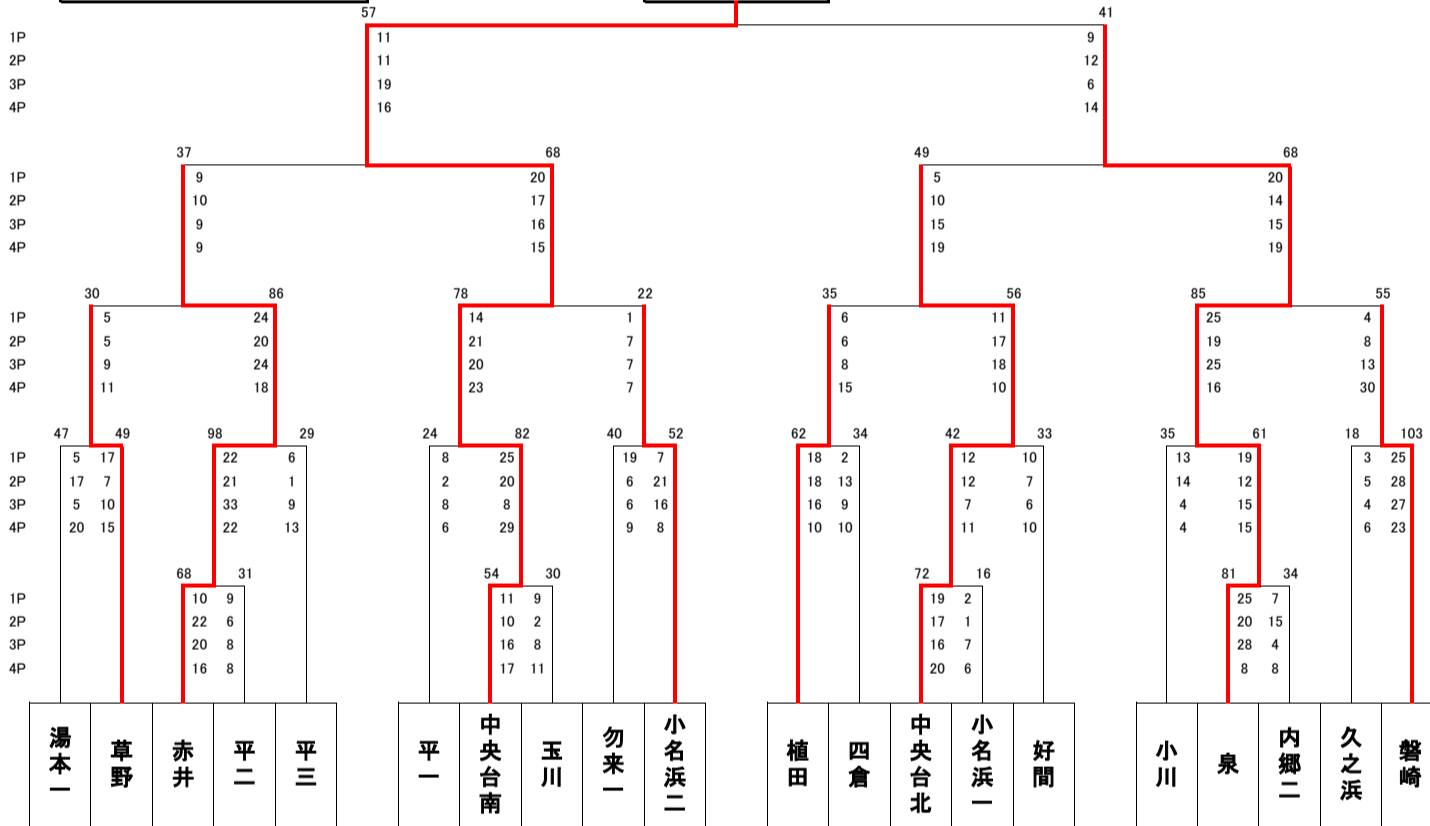 57 41
1P 11 9
2P 11 12
3P 19 6
4P 16 14
37 68 49 68
1P 9 20 5 20
2P 10 17 10 14
3P 9 16 15 15
4P 9 15 19 19
30 86 78 22 35 56 85 55
1P 5 24 14 1 6 11 25 4
2P 5 20 21 7 6 17 19 8
3P 9 24 20 7 8 18 25 13
4P 11 18 23 7 15 10 16 30
47 49 98 29 24 82 40 52 62 34 42 33 35 61 18 103
1P 5 17 22 6 8 25 19 7 18 2 12 10 13 19 3 25
2P 17 7 21 1 2 20 6 21 18 13 12 7 14 12 5 28
3P 5 10 33 9 8 8 6 16 16 9 7 6 4 15 4 27
4P 20 15 22 13 6 29 9 8 10 10 11 10 4 15 6 23
68 31 54 30 72 16 81 34
1P 10 9 11 9 19 2 25 7
2P 22 6 10 2 17 1 20 15
3P 20 8 16 8 16 7 28 4
4P 16 8 17 11 20 6 8 8
湯本一
草野
赤井
平二
平三
平一
中央台南
玉川
勿来一
小名浜二
植田
四倉
中央台北
小名浜一
好間
小川
泉
内郷二
久之浜
磐崎